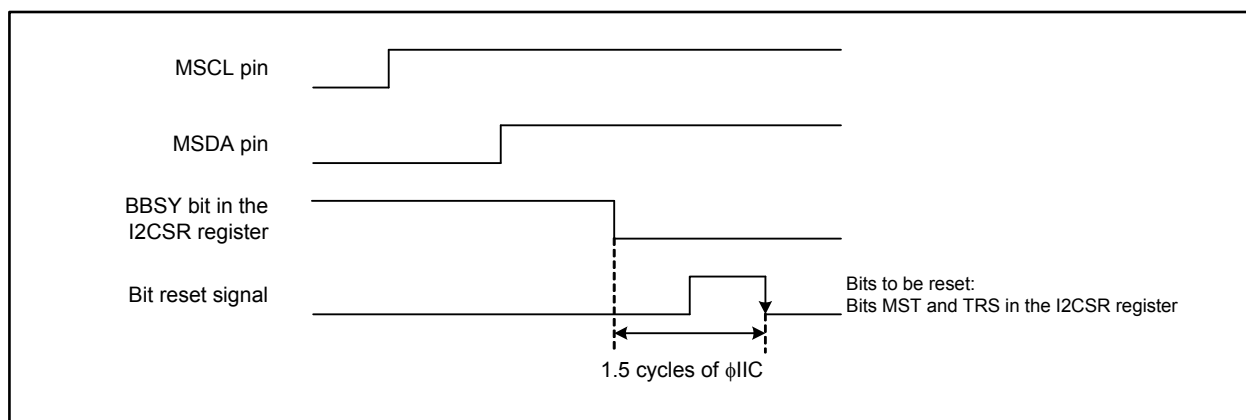 MSCL pin
MSDA pin
BBSY bit in the
I2CSR register
Bit reset signal
Bits to be reset:
Bits MST and TRS in the I2CSR register
1.5 cycles of ϕIIC